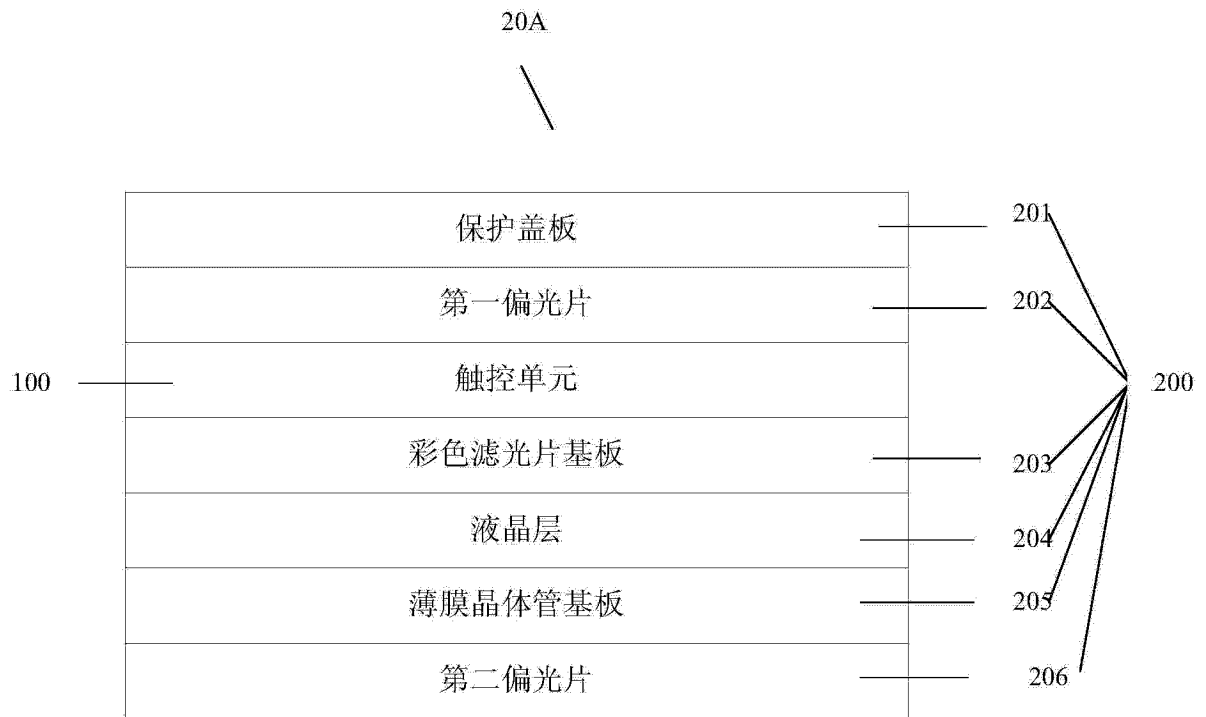 20A
保护盖板
201
第一偏光片
202
100
触控单元
200
彩色滤光片基板
203
液晶层
204
薄膜晶体管基板
205
第二偏光片
206